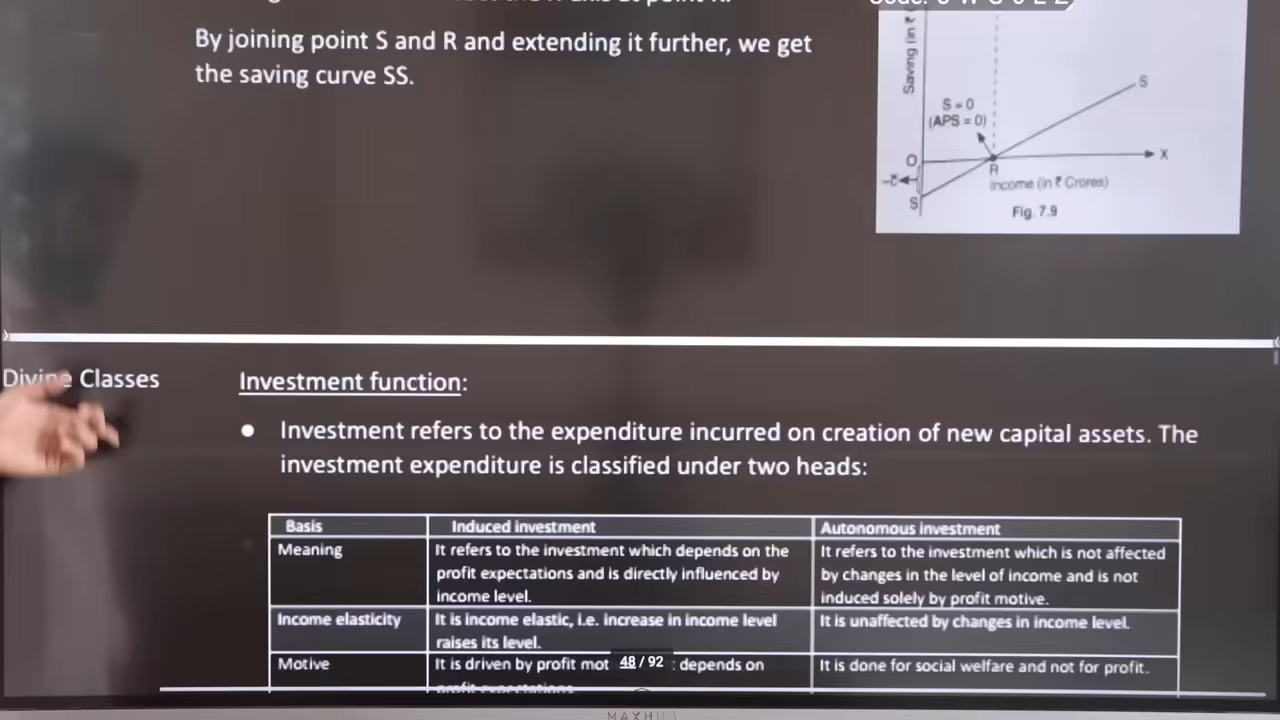 By joining point S and R and extending it further, we get
the saving curve SS.
Saving (in ₹
S = 0
(APS = 0)
S
O
R
X
S
Income (in ₹ Crores)
Fig. 7.9
Divine Classes
Investment function:
● Investment refers to the expenditure incurred on creation of new capital assets. The
investment expenditure is classified under two heads:
Basis Induced investment Autonomous investment
Meaning
It refers to the investment which depends on the
profit expectations and is directly influenced by
income level.
It refers to the investment which is not affected
by changes in the level of income and is not
induced solely by profit motive.
Income elasticity
It is income elastic, i.e. increase in income level
raises its level.
It is unaffected by changes in income level.
Motive
It is driven by profit mot : depends on
It is done for social welfare and not for profit.
48 / 92